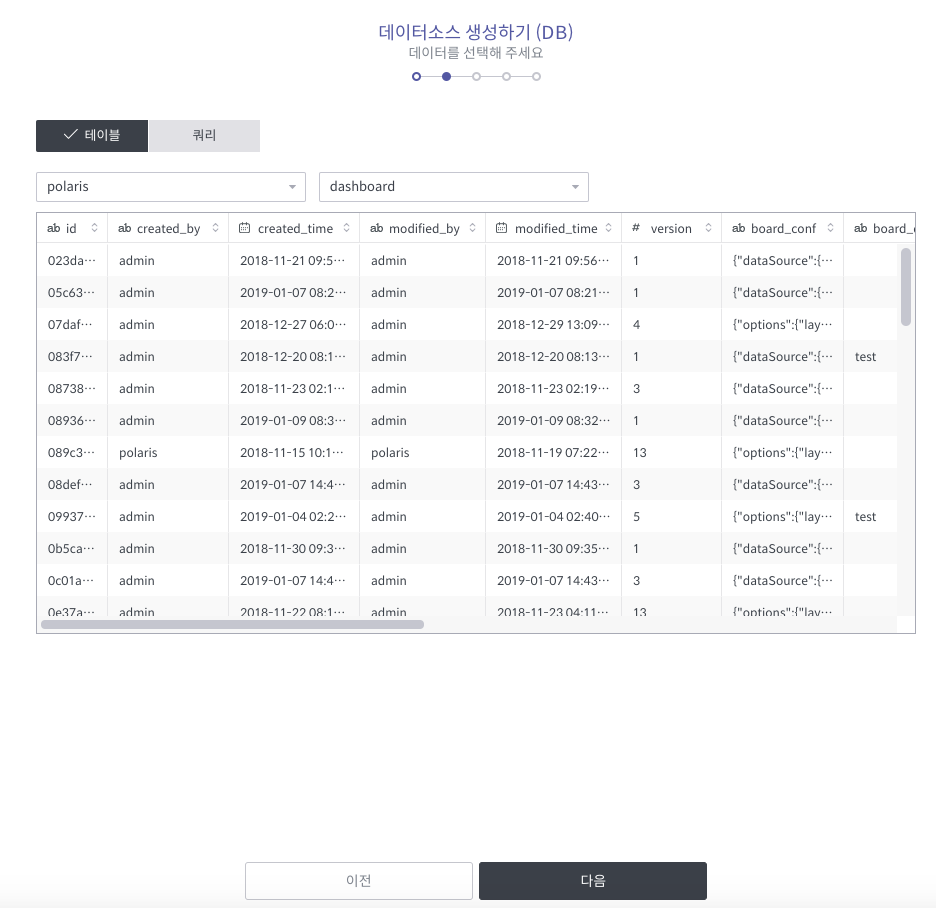 데이터소스 생성하기 (DB)
데이터를 선택해 주세요
테이블 쿼리
polaris dashboard
ab id ab created_by created_time ab modified_by modified_time # version ab board_conf ab board_
023da··· admin 2018-11-21 09:5··· admin 2018-11-21 09:56··· 1 {"dataSource":{···
05c63··· admin 2019-01-07 08:2··· admin 2019-01-07 08:21··· 1 {"dataSource":{···
07daf··· admin 2018-12-27 06:0··· admin 2018-12-29 13:09··· 4 {"options":{"lay···
083f7··· admin 2018-12-20 08:1··· admin 2018-12-20 08:13··· 1 {"dataSource":{··· test
08738··· admin 2018-11-23 02:1··· admin 2018-11-23 02:19··· 3 {"dataSource":{···
08936··· admin 2019-01-09 08:3··· admin 2019-01-09 08:32··· 1 {"dataSource":{···
089c3··· polaris 2018-11-15 10:1··· polaris 2018-11-19 07:22··· 13 {"options":{"lay···
08def··· admin 2019-01-07 14:4··· admin 2019-01-07 14:43··· 3 {"dataSource":{···
09937··· admin 2019-01-04 02:2··· admin 2019-01-04 02:40··· 5 {"options":{"lay··· test
0b5ca··· admin 2018-11-30 09:3··· admin 2018-11-30 09:35··· 1 {"dataSource":{···
0c01a··· admin 2019-01-07 14:4··· admin 2019-01-07 14:43··· 3 {"dataSource":{···
0e37a··· admin 2018-11-22 08:1··· admin 2018-11-23 04:11··· 13 {"options":{"lay···
이전 다음